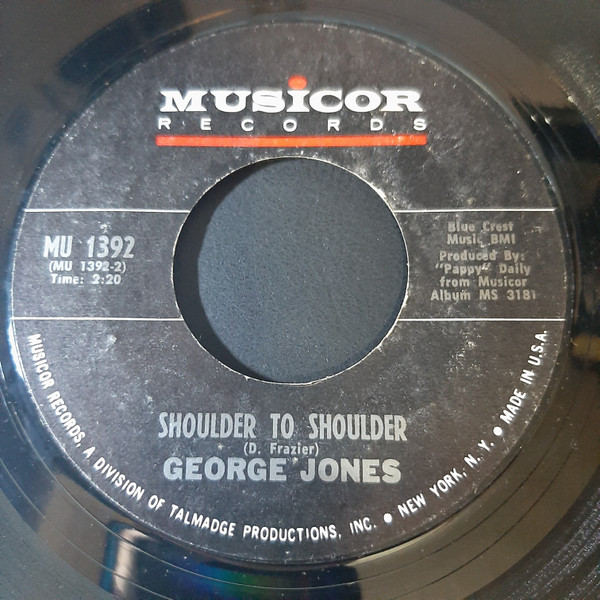 MUSICOR
RECORDS
MU 1392
(MU 1392-2)
Time: 2:20
Blue Crest
Music BMI
Produced By:
"Pappy" Daily
from Musicor
Album MS 3181
SHOULDER TO SHOULDER
(D. Frazier)
GEORGE JONES
MUSICOR RECORDS, A DIVISION OF TALMADGE PRODUCTIONS, INC. • NEW YORK, N. Y. • MADE IN U.S.A.